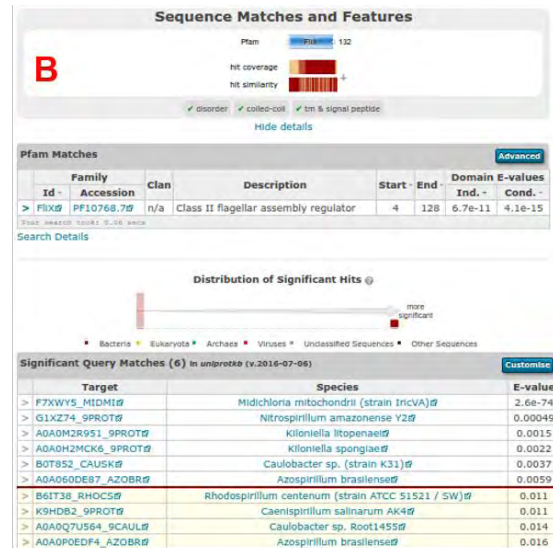 Sequence Matches and Features
B
Pfam FliX 132
hit coverage
hit similarity
✓ disorder ✓ coiled-coil ✓ tm & signal peptide
Hide details
Pfam Matches Advanced
Family Clan Description Start End Domain E-values
Id Accession Ind. Cond.
> FliX PF10768.7 n/a Class II flagellar assembly regulator 4 128 6.7e-11 4.1e-15
Your search took: 0.06 secs
Search Details
Distribution of Significant Hits
more
significant
Bacteria Eukaryota Archaea Viruses Unclassified Sequences Other Sequences
Significant Query Matches (6) in uniprotkb (v.2016-07-06) Customise
Target Species E-value
> F7XWY5_MIDMI Midichloria mitochondrii (strain IricVA) 2.6e-74
> G1XZ74_9PROT Nitrospirillum amazonense Y2 0.00049
> A0A0M2R951_9PROT Kiloniella litopenaei 0.0015
> A0A0H2MCK6_9PROT Kiloniella spongiae 0.0022
> B0T852_CAUSK Caulobacter sp. (strain K31) 0.0037
> A0A060DE87_AZOBR Azospirillum brasilense 0.0059
> B6IT38_RHOCS Rhodospirillum centenum (strain ATCC 51521 / SW) 0.011
> K9HDB2_9PROT Caenispirillum salinarum AK4 0.011
> A0A0Q7U564_9CAUL Caulobacter sp. Root1455 0.014
> A0A0P0EDF4_AZOBR Azospirillum brasilense 0.016